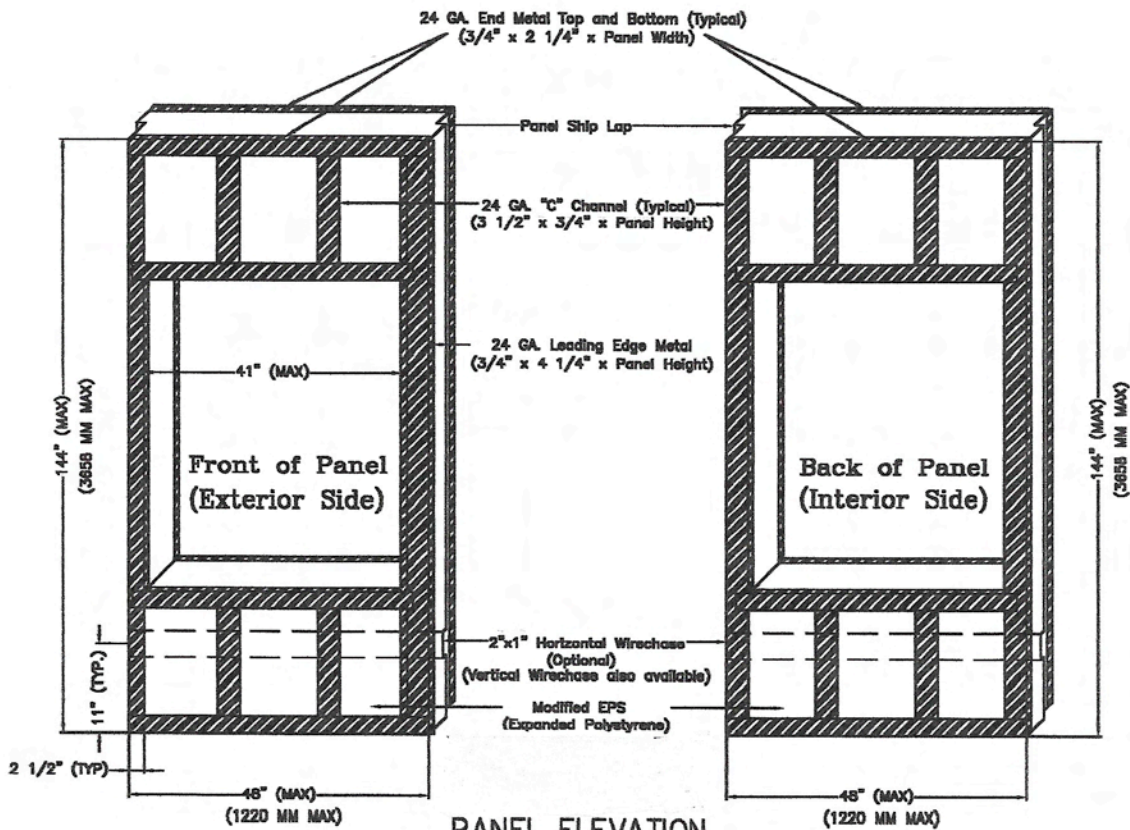 24 GA. End Metal Top and Bottom (Typical)
(3/4" x 2 1/4" x Panel Width)
Panel Ship Lap
24 GA. "C" Channel (Typical)
(3 1/2" x 3/4" x Panel Height)
24 GA. Leading Edge Metal
(3/4" x 4 1/4" x Panel Height)
41" (MAX)
144" (MAX)
(3658 MM MAX)
Front of Panel
(Exterior Side)
Back of Panel
(Interior Side)
144" (MAX)
(3658 MM MAX)
2"x1" Horizontal Wirechase
(Optional)
(Vertical Wirechase also available)
11" (TYP.)
Modified EPS
(Expanded Polystyrene)
2 1/2" (TYP)
48" (MAX)
(1220 MM MAX)
48" (MAX)
(1220 MM MAX)
PANEL ELEVATION